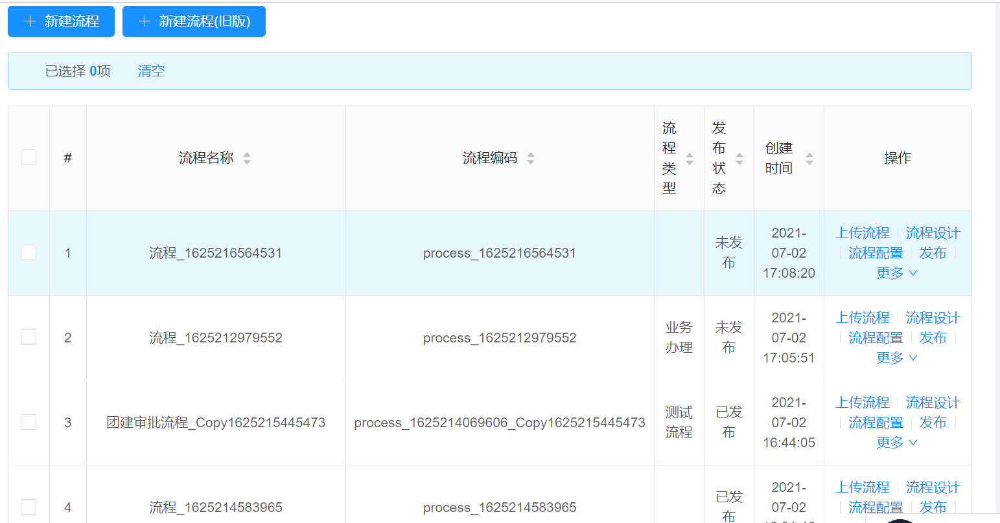 新建流程 新建流程(旧版)
已选择 0项 清空
# 流程名称 流程编码 流程类型 发布状态 创建时间 操作
1 流程_1625216564531 process_1625216564531 未发布 2021-07-02 17:08:20 上传流程 流程设计 流程配置 发布 更多
2 流程_1625212979552 process_1625212979552 业务办理 未发布 2021-07-02 17:05:51 上传流程 流程设计 流程配置 发布 更多
3 团建审批流程_Copy1625215445473 process_1625214069606_Copy1625215445473 测试流程 已发布 2021-07-02 16:44:05 上传流程 流程设计 流程配置 发布 更多
4 流程_1625214583965 process_1625214583965 已发布 2021-07-02 上传流程 流程设计 流程配置 发布